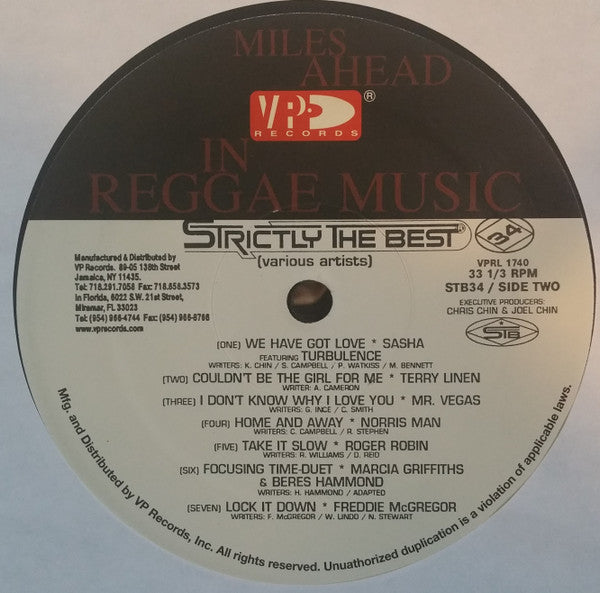 MILES
AHEAD
VP
®
RECORDS
IN
REGGAE MUSIC
STRICTLY THE BEST®
34
(various artists)
Manufactured & Distributed by
VP Records. 89-05 138th Street
Jamaica, NY 11435.
Tel: 718.291.7058 Fax: 718.658.3573
In Florida, 6022 S.W. 21st Street,
Miramar, FL 33023
Tel: (954) 966-4744 Fax: (954) 966-8766
www.vprecords.com
VPRL 1740
33 1/3 RPM
STB34 / SIDE TWO
EXECUTIVE PRODUCERS:
CHRIS CHIN & JOEL CHIN
STB
(ONE) WE HAVE GOT LOVE * SASHA
FEATURING TURBULENCE
WRITERS: K. CHIN / S. CAMPBELL / P. WATKISS / M. BENNETT
(TWO) COULDN'T BE THE GIRL FOR ME * TERRY LINEN
WRITER: A. CAMERON
(THREE) I DON'T KNOW WHY I LOVE YOU * MR. VEGAS
WRITERS: G. INCE / C. SMITH
(FOUR) HOME AND AWAY * NORRIS MAN
WRITERS: C. CAMPBELL / R. STEPHEN
(FIVE) TAKE IT SLOW * ROGER ROBIN
WRITERS: R. WILLIAMS / D. REID
(SIX) FOCUSING TIME-DUET * MARCIA GRIFFITHS
& BERES HAMMOND
WRITERS: H. HAMMOND / ADAPTED
(SEVEN) LOCK IT DOWN * FREDDIE McGREGOR
WRITERS: F. McGREGOR / W. LINDO / N. STEWART
Mfg. and Distributed by VP Records, Inc. All rights reserved. Unauthorized duplication is a violation of applicable laws.